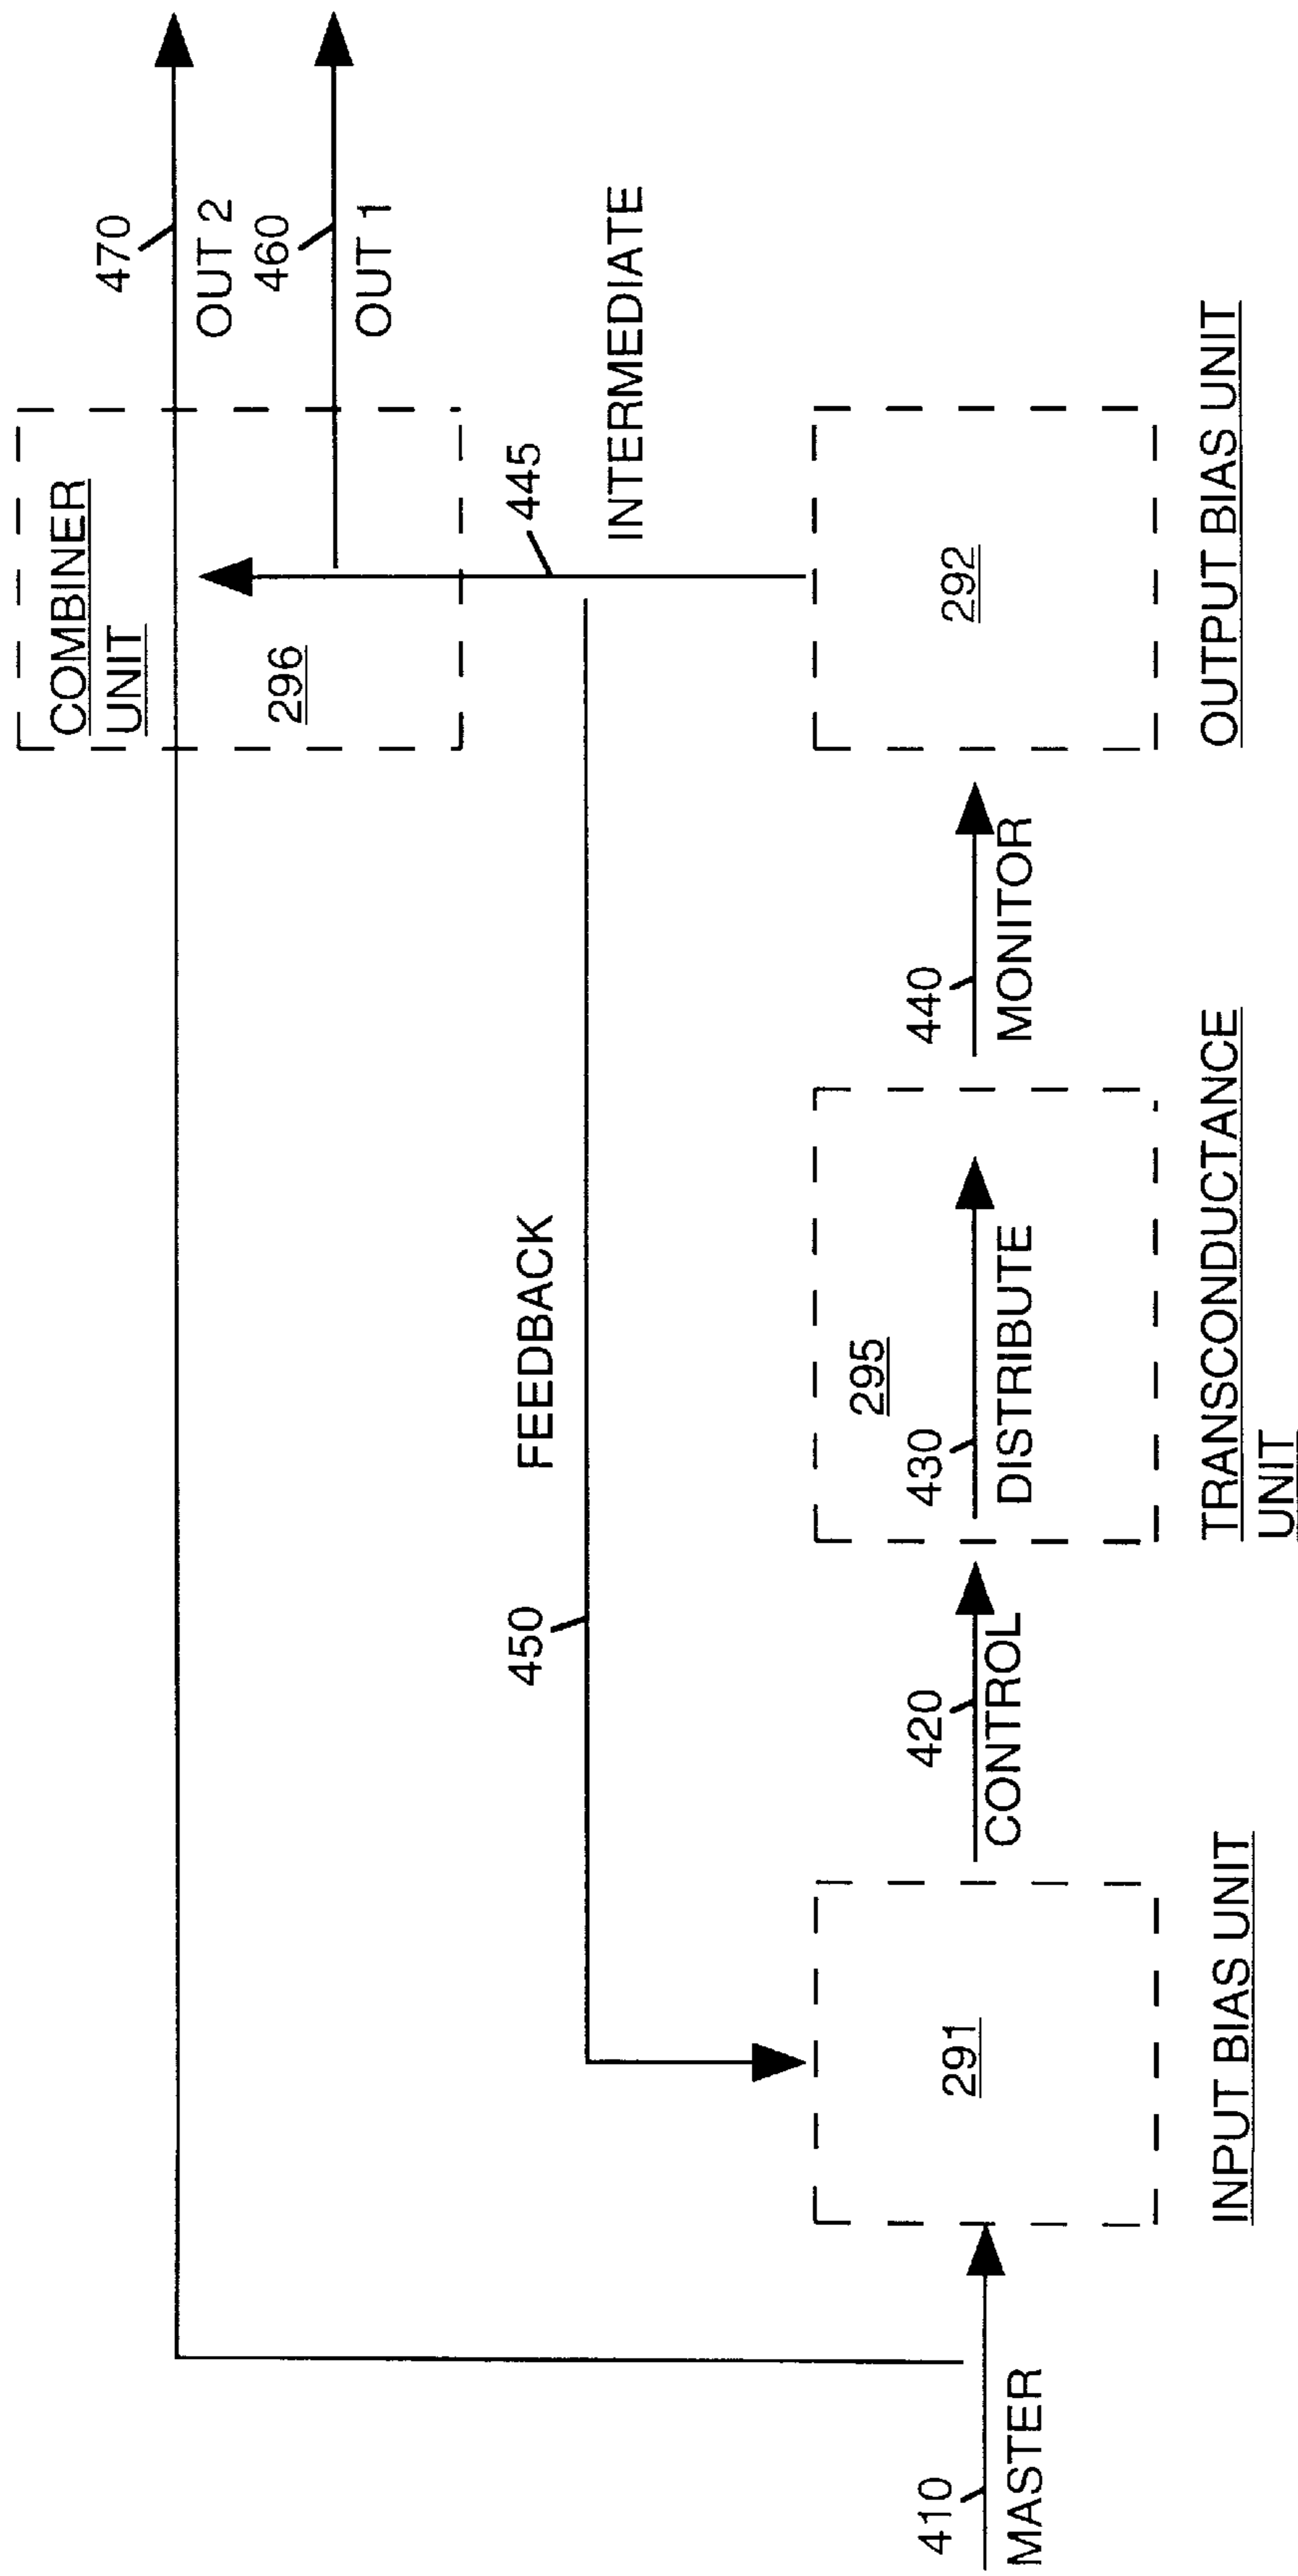 COMBINER
UNIT
296
470
OUT 2
460
OUT 1
445
INTERMEDIATE
FEEDBACK
450
410
MASTER
291
INPUT BIAS UNIT
420
CONTROL
295
430
DISTRIBUTE
TRANSCONDUCTANCE
UNIT
440
MONITOR
292
OUTPUT BIAS UNIT